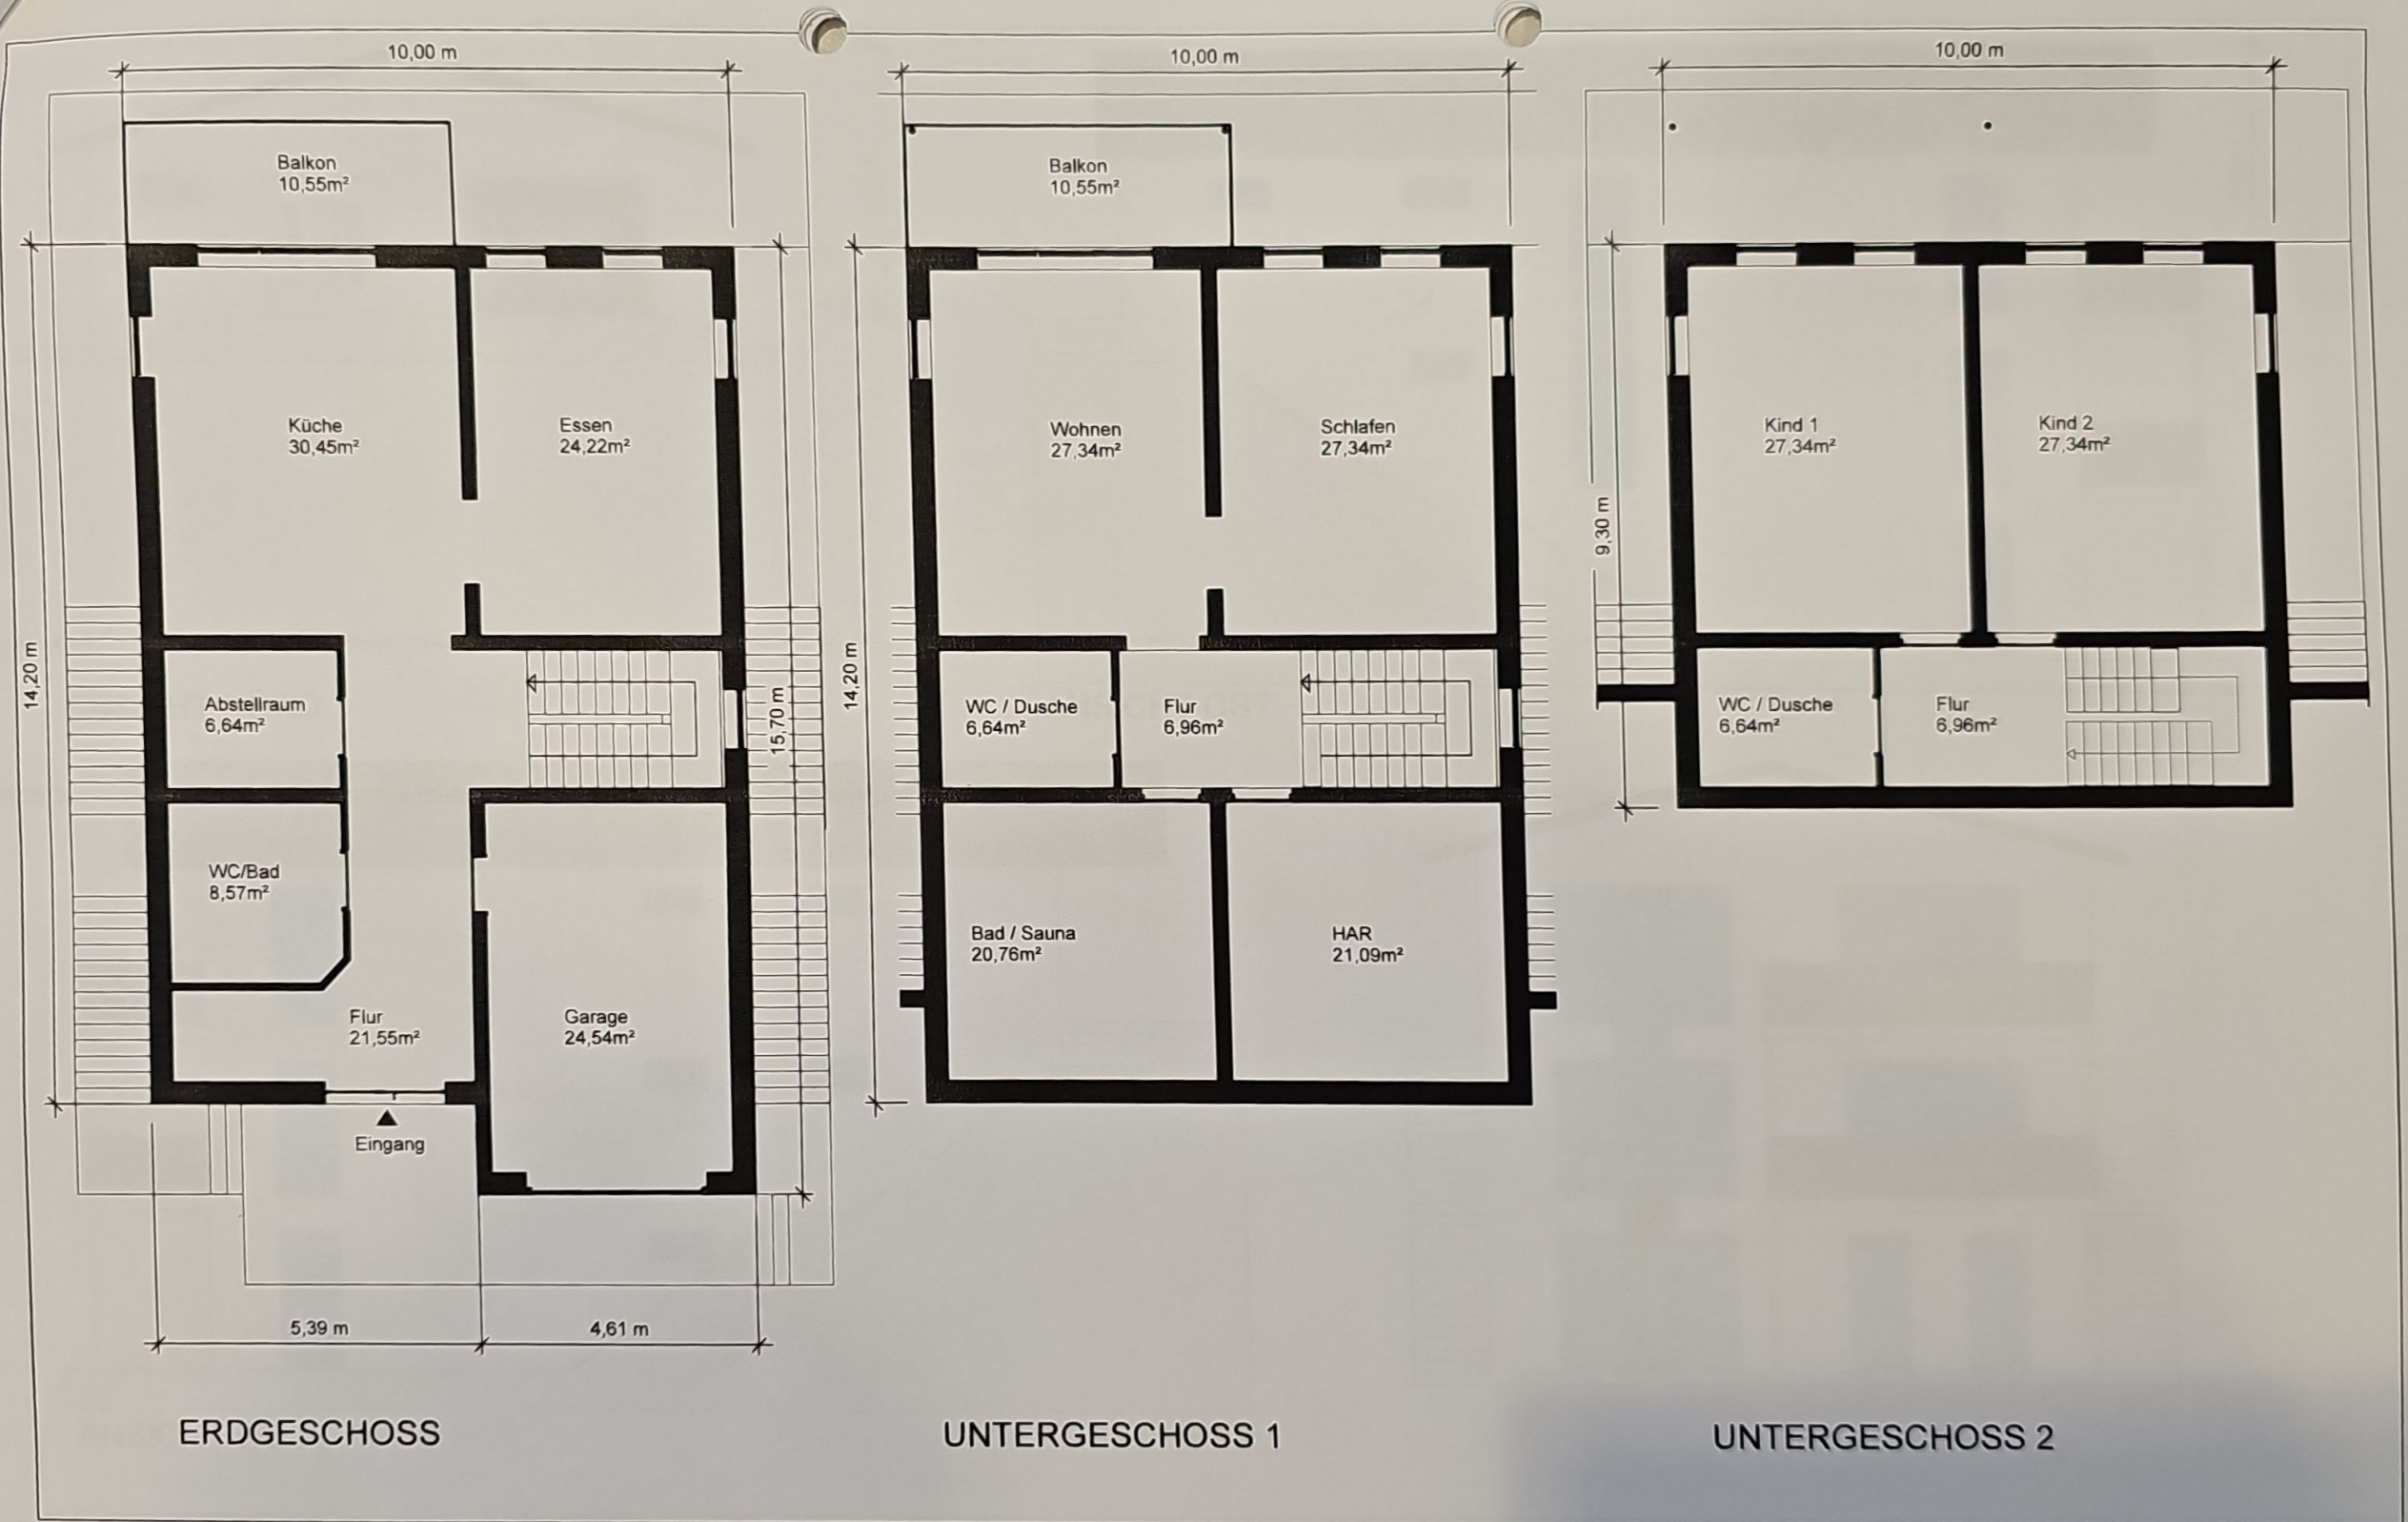 10,00 m
Balkon
10,55m²
Küche
30,45m²
Essen
24,22m²
14,20 m
Abstellraum
6,64m²
15,70 m
WC/Bad
8,57m²
Flur
21,55m²
Garage
24,54m²
Eingang
5,39 m
4,61 m
ERDGESCHOSS
10,00 m
Balkon
10,55m²
Wohnen
27,34m²
Schlafen
27,34m²
14,20 m
WC / Dusche
6,64m²
Flur
6,96m²
Bad / Sauna
20,76m²
HAR
21,09m²
UNTERGESCHOSS 1
10,00 m
Kind 1
27,34m²
Kind 2
27,34m²
9,30 m
WC / Dusche
6,64m²
Flur
6,96m²
UNTERGESCHOSS 2